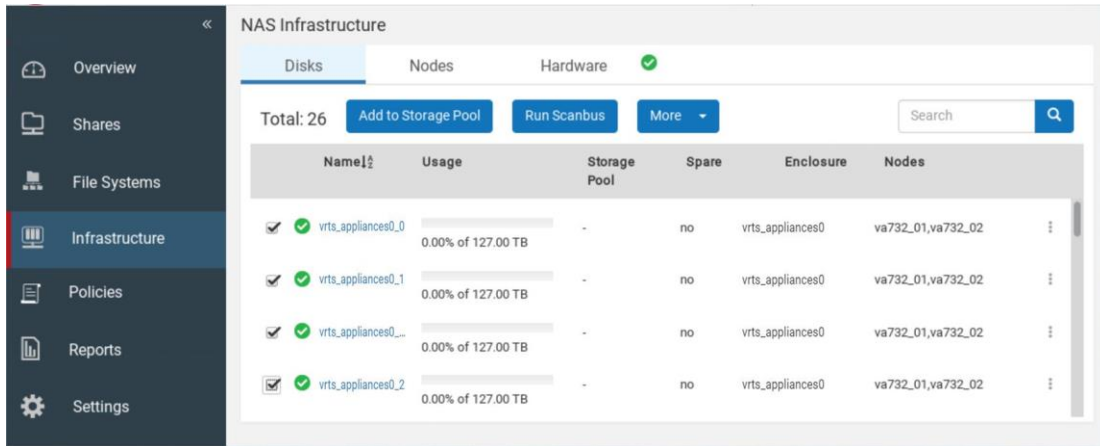 «
NAS Infrastructure
Overview
Shares
File Systems
Infrastructure
Policies
Reports
Settings
Disks Nodes Hardware
Total: 26 Add to Storage Pool Run Scanbus More Search
Name Usage Storage Pool Spare Enclosure Nodes
vrts_appliances0_0 - no vrts_appliances0 va732_01,va732_02
0.00% of 127.00 TB
vrts_appliances0_1 - no vrts_appliances0 va732_01,va732_02
0.00% of 127.00 TB
vrts_appliances0_... - no vrts_appliances0 va732_01,va732_02
0.00% of 127.00 TB
vrts_appliances0_2 - no vrts_appliances0 va732_01,va732_02
0.00% of 127.00 TB